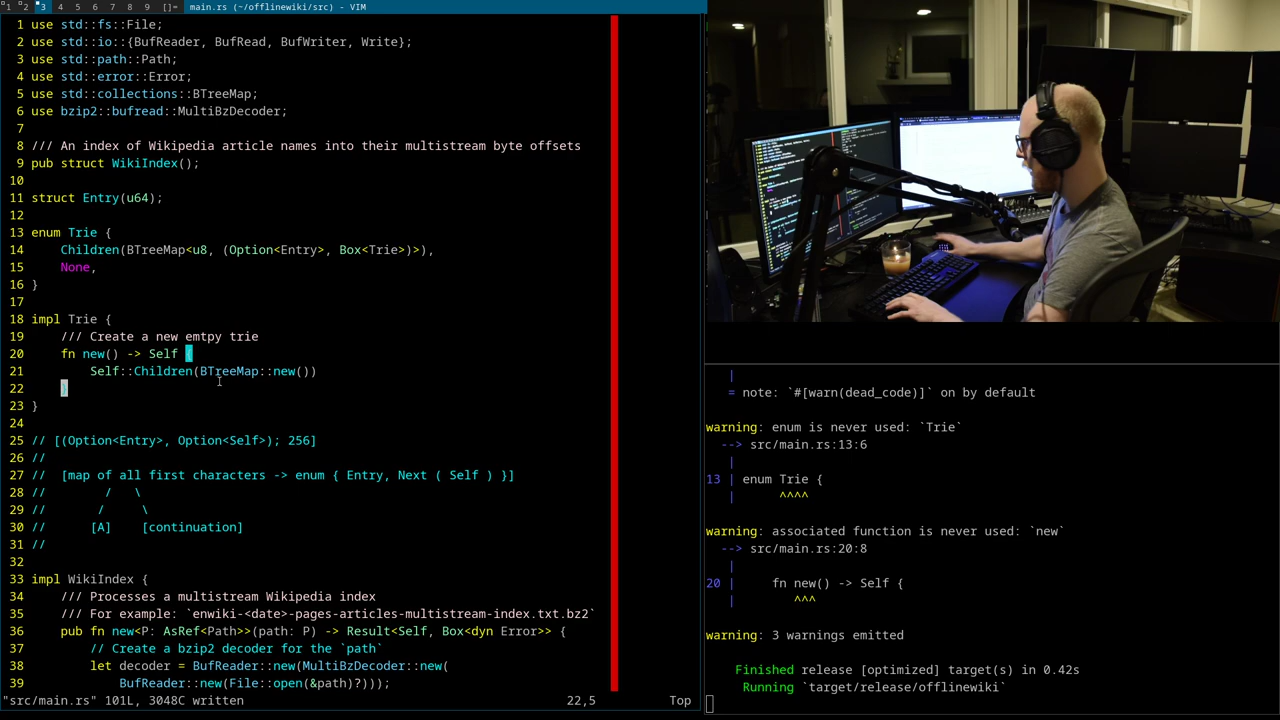 1 2 3 4 5 6 7 8 9 []= main.rs (~/offlinewiki/src) - VIM
1 use std::fs::File;
2 use std::io::{BufReader, BufRead, BufWriter, Write};
3 use std::path::Path;
4 use std::error::Error;
5 use std::collections::BTreeMap;
6 use bzip2::bufread::MultiBzDecoder;
7
8 /// An index of Wikipedia article names into their multistream byte offsets
9 pub struct WikiIndex();
10
11 struct Entry(u64);
12
13 enum Trie {
14     Children(BTreeMap<u8, (Option<Entry>, Box<Trie>)>),
15     None,
16 }
17
18 impl Trie {
19     /// Create a new emtpy trie
20     fn new() -> Self {
21         Self::Children(BTreeMap::new())
22     }
23 }
24
25 // [(Option<Entry>, Option<Self>); 256]
26 //
27 //  [map of all first characters -> enum { Entry, Next ( Self ) }]
28 //        /   \
29 //       /     \
30 //      [A]    [continuation]
31 //
32
33 impl WikiIndex {
34     /// Processes a multistream Wikipedia index
35     /// For example: `enwiki-<date>-pages-articles-multistream-index.txt.bz2`
36     pub fn new<P: AsRef<Path>>(path: P) -> Result<Self, Box<dyn Error>> {
37         // Create a bzip2 decoder for the `path`
38         let decoder = BufReader::new(MultiBzDecoder::new(
39             BufReader::new(File::open(&path)?)));
"src/main.rs" 101L, 3048C written 22,5 Top
|
= note: `#[warn(dead_code)]` on by default
warning: enum is never used: `Trie`
--> src/main.rs:13:6
|
13 | enum Trie {
|      ^^^^
warning: associated function is never used: `new`
--> src/main.rs:20:8
|
20 |     fn new() -> Self {
|        ^^^
warning: 3 warnings emitted
Finished release [optimized] target(s) in 0.42s
Running `target/release/offlinewiki`